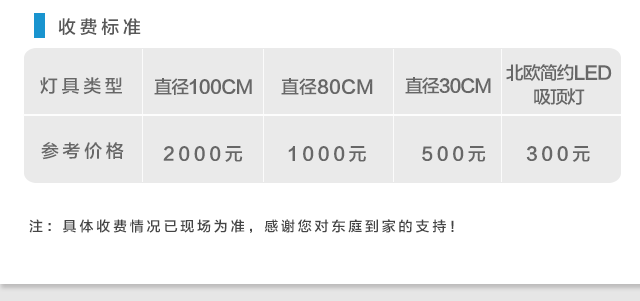 收费标准
灯具类型 直径100CM 直径80CM 直径30CM 北欧简约LED
吸顶灯
参考价格 2000元 1000元 500元 300元
注：具体收费情况已现场为准，感谢您对东庭到家的支持！